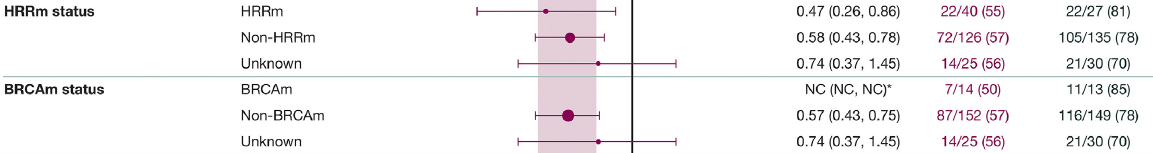 HRRm status HRRm 0.47 (0.26, 0.86) 22/40 (55) 22/27 (81)
Non-HRRm 0.58 (0.43, 0.78) 72/126 (57) 105/135 (78)
Unknown 0.74 (0.37, 1.45) 14/25 (56) 21/30 (70)
BRCAm status BRCAm NC (NC, NC)* 7/14 (50) 11/13 (85)
Non-BRCAm 0.57 (0.43, 0.75) 87/152 (57) 116/149 (78)
Unknown 0.74 (0.37, 1.45) 14/25 (56) 21/30 (70)